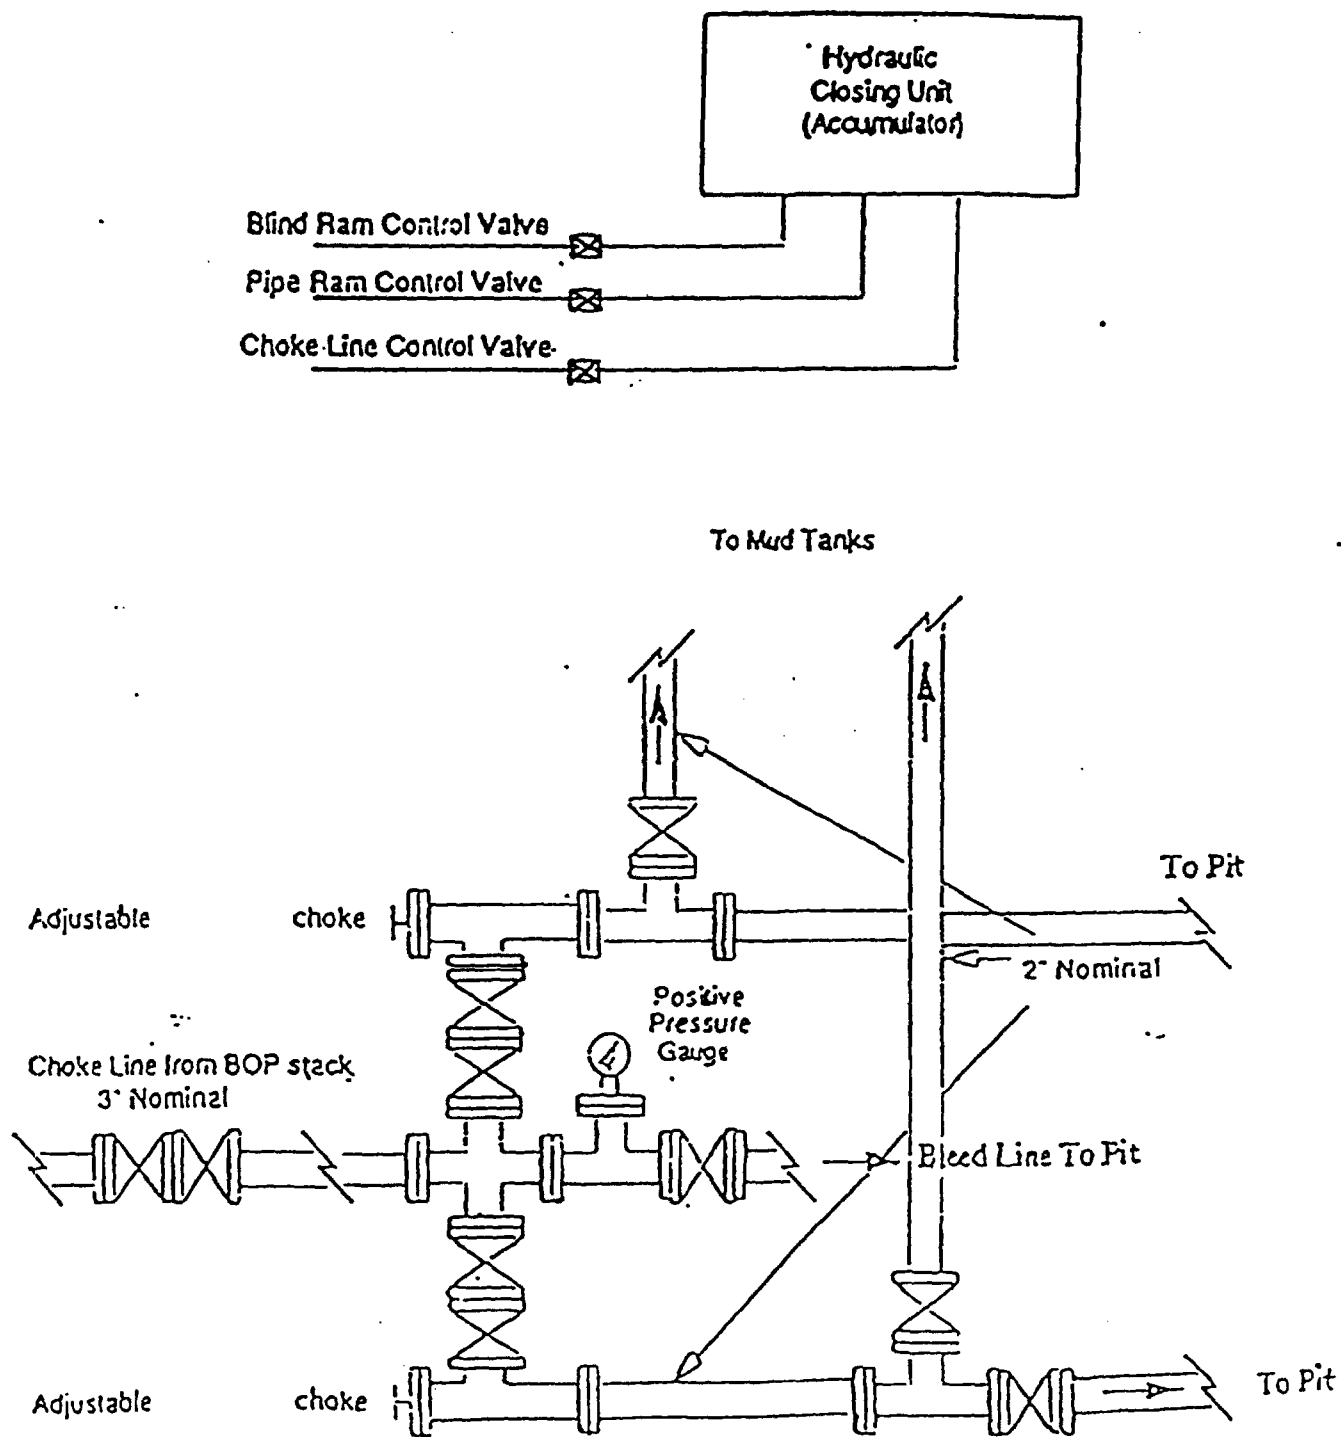 Hydraulic
Closing Unit
(Accumulator)
Blind Ram Control Valve
Pipe Ram Control Valve
Choke Line Control Valve
To Mud Tanks
To Pit
Adjustable choke
2" Nominal
Positive
Pressure
Gauge
Choke Line from BOP stack
3" Nominal
Bleed Line To Pit
Adjustable choke
To Pit